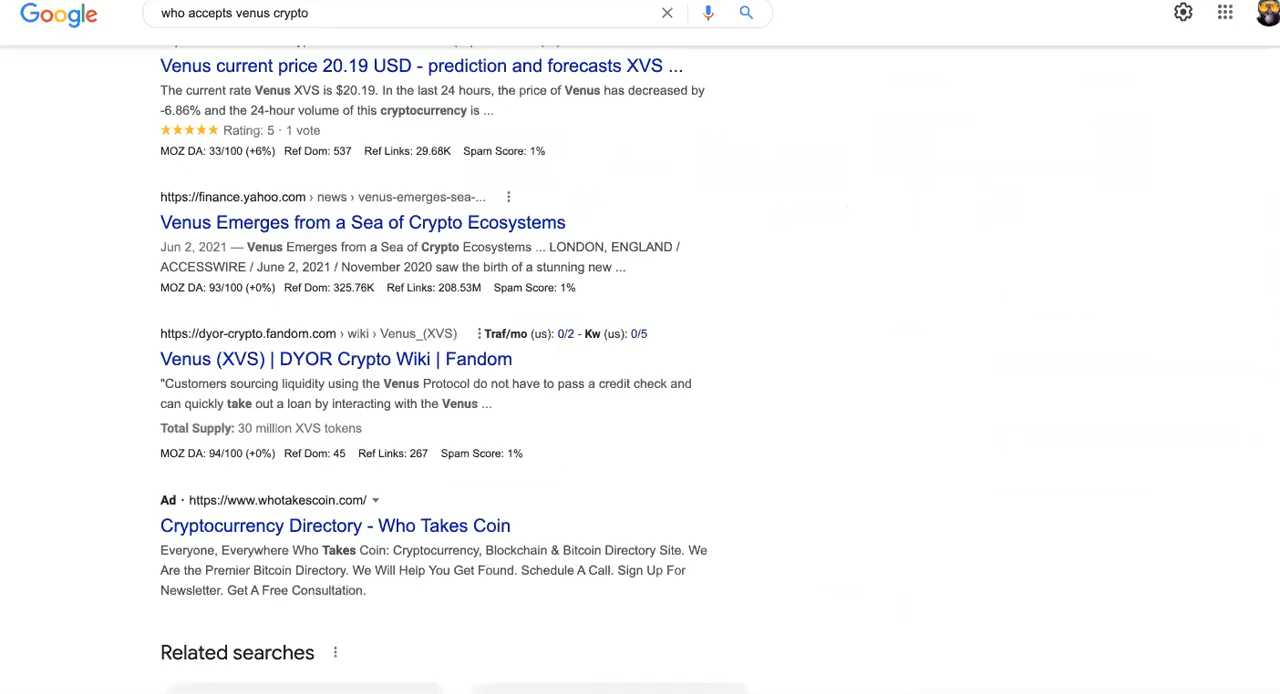 Google
who accepts venus crypto
Venus current price 20.19 USD - prediction and forecasts XVS ...
The current rate Venus XVS is $20.19. In the last 24 hours, the price of Venus has decreased by
-6.86% and the 24-hour volume of this cryptocurrency is ...
★★★★★ Rating: 5 · 1 vote
MOZ DA: 33/100 (+6%) Ref Dom: 537 Ref Links: 29.68K Spam Score: 1%
https://finance.yahoo.com › news › venus-emerges-sea-...
Venus Emerges from a Sea of Crypto Ecosystems
Jun 2, 2021 — Venus Emerges from a Sea of Crypto Ecosystems ... LONDON, ENGLAND /
ACCESSWIRE / June 2, 2021 / November 2020 saw the birth of a stunning new ...
MOZ DA: 93/100 (+0%) Ref Dom: 325.76K Ref Links: 208.53M Spam Score: 1%
https://dyor-crypto.fandom.com › wiki › Venus_(XVS) Traf/mo (us): 0/2 - Kw (us): 0/5
Venus (XVS) | DYOR Crypto Wiki | Fandom
"Customers sourcing liquidity using the Venus Protocol do not have to pass a credit check and
can quickly take out a loan by interacting with the Venus ...
Total Supply: 30 million XVS tokens
MOZ DA: 94/100 (+0%) Ref Dom: 45 Ref Links: 267 Spam Score: 1%
Ad · https://www.whotakescoin.com/
Cryptocurrency Directory - Who Takes Coin
Everyone, Everywhere Who Takes Coin: Cryptocurrency, Blockchain & Bitcoin Directory Site. We
Are the Premier Bitcoin Directory. We Will Help You Get Found. Schedule A Call. Sign Up For
Newsletter. Get A Free Consultation.
Related searches